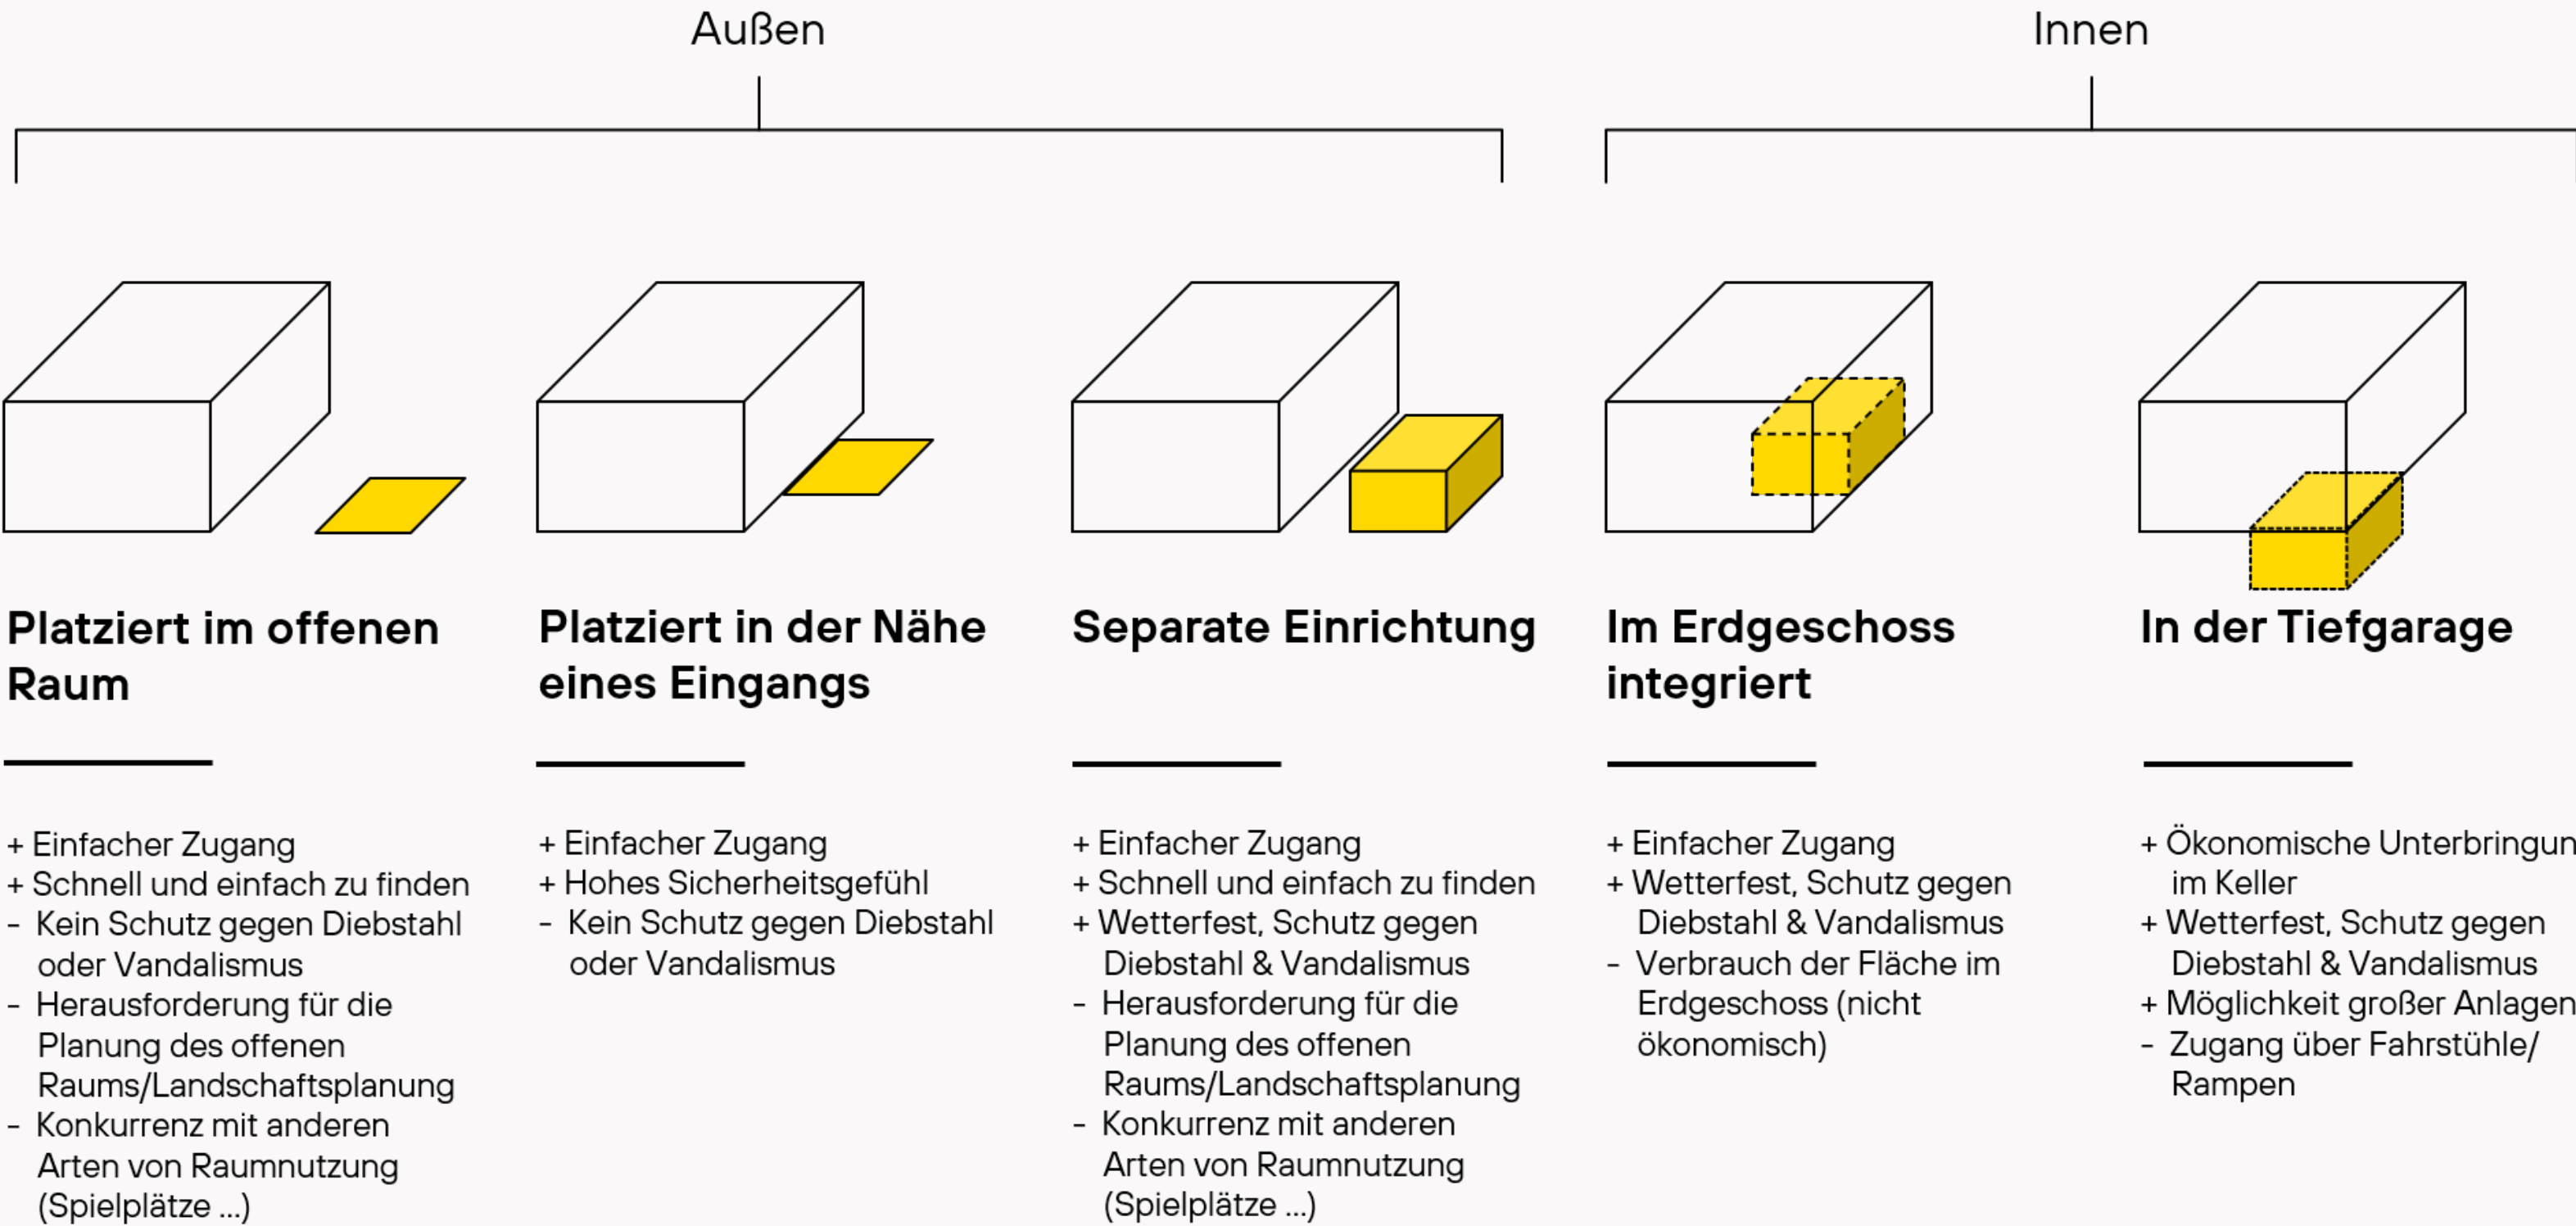 Außen
Innen
Platziert im offenen
Raum
+ Einfacher Zugang
+ Schnell und einfach zu finden
- Kein Schutz gegen Diebstahl
oder Vandalismus
- Herausforderung für die
Planung des offenen
Raums/Landschaftsplanung
- Konkurrenz mit anderen
Arten von Raumnutzung
(Spielplätze ...)
Platziert in der Nähe
eines Eingangs
+ Einfacher Zugang
+ Hohes Sicherheitsgefühl
- Kein Schutz gegen Diebstahl
oder Vandalismus
Separate Einrichtung
+ Einfacher Zugang
+ Schnell und einfach zu finden
+ Wetterfest, Schutz gegen
Diebstahl & Vandalismus
- Herausforderung für die
Planung des offenen
Raums/Landschaftsplanung
- Konkurrenz mit anderen
Arten von Raumnutzung
(Spielplätze ...)
Im Erdgeschoss
integriert
+ Einfacher Zugang
+ Wetterfest, Schutz gegen
Diebstahl & Vandalismus
- Verbrauch der Fläche im
Erdgeschoss (nicht
ökonomisch)
In der Tiefgarage
+ Ökonomische Unterbringun
im Keller
+ Wetterfest, Schutz gegen
Diebstahl & Vandalismus
+ Möglichkeit großer Anlagen
- Zugang über Fahrstühle/
Rampen